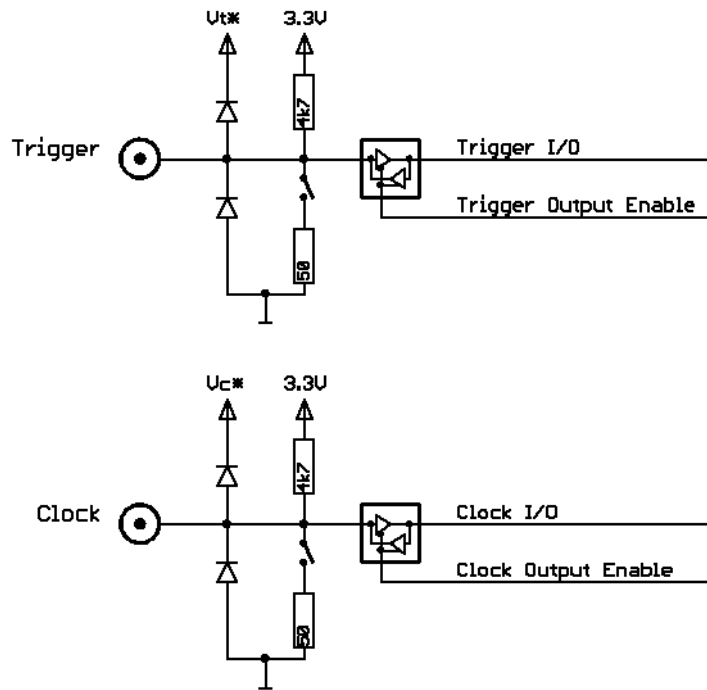 Vt* 3.3V
4k7
Trigger
Trigger I/O
Trigger Output Enable
50
Vc* 3.3V
4k7
Clock
Clock I/O
Clock Output Enable
50